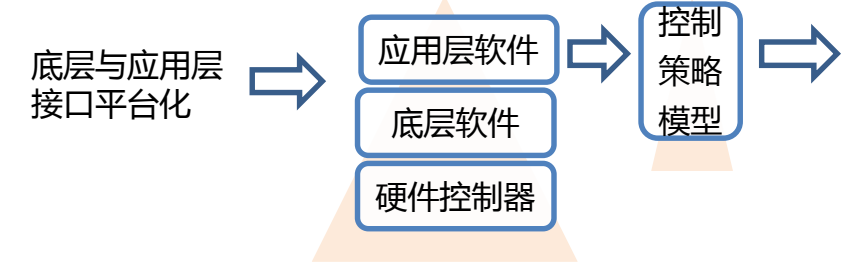 底层与应用层
接口平台化
应用层软件
底层软件
硬件控制器
控制
策略
模型